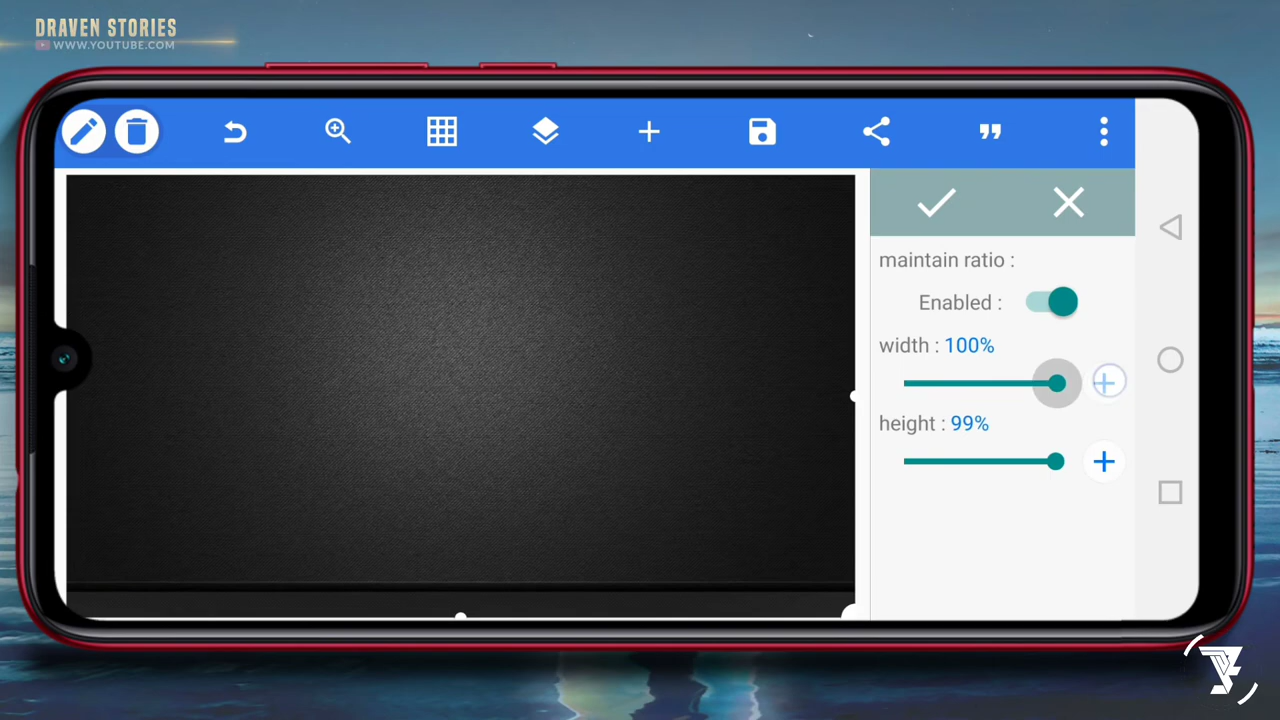 DRAVEN STORIES
WWW.YOUTUBE.COM
maintain ratio :
Enabled :
width : 100%
height : 99%